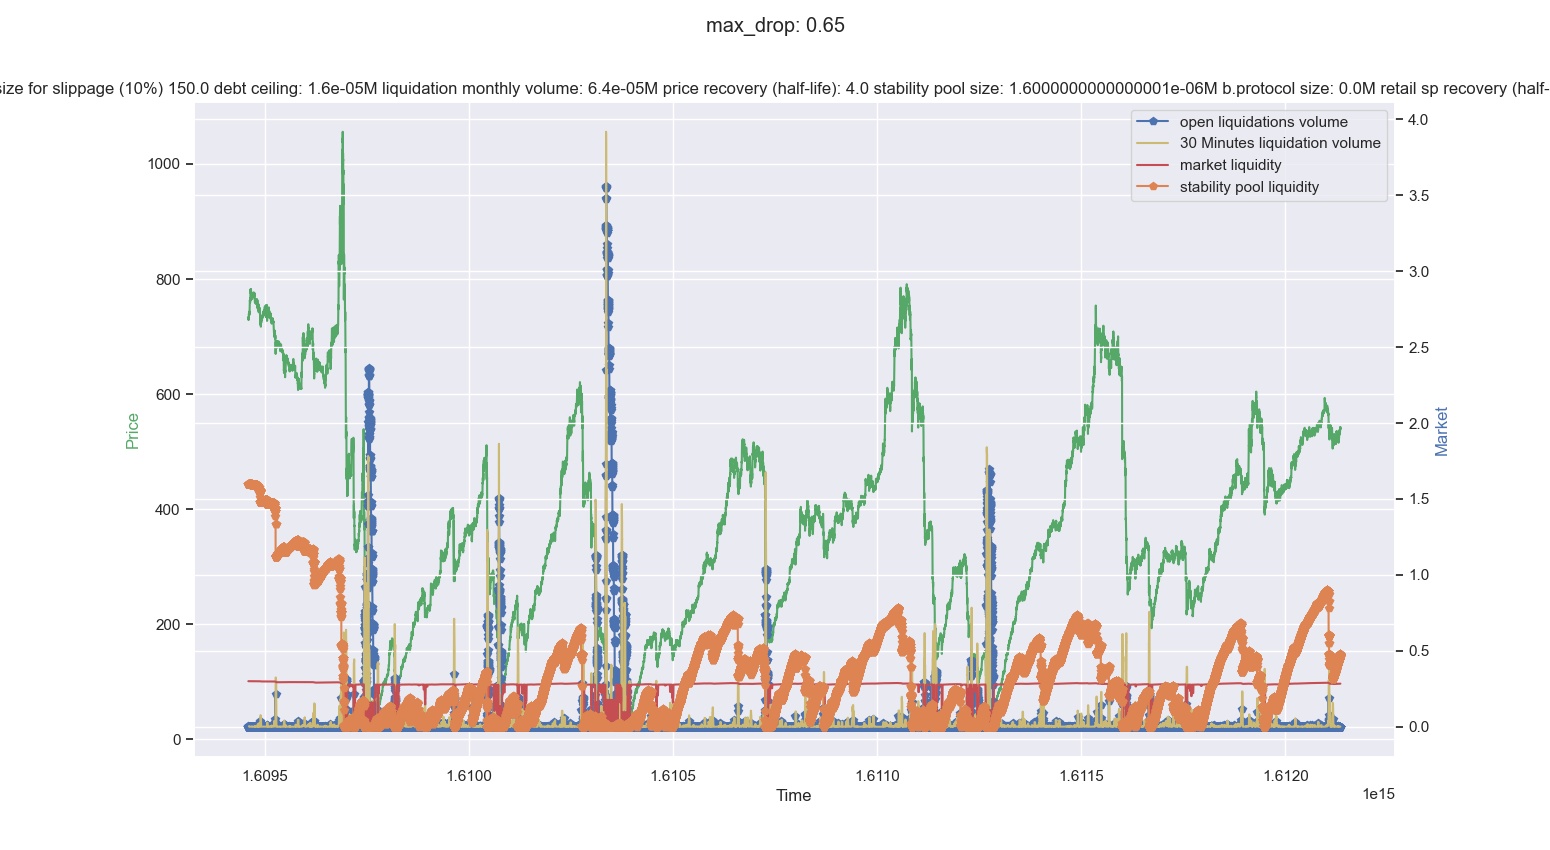 max_drop: 0.65
size for slippage (10%) 150.0 debt ceiling: 1.6e-05M liquidation monthly volume: 6.4e-05M price recovery (half-life): 4.0 stability pool size: 1.6000000000000001e-06M b.protocol size: 0.0M retail sp recovery (half-
open liquidations volume
30 Minutes liquidation volume
market liquidity
stability pool liquidity
1000
800
600
400
200
0
Price
4.0
3.5
3.0
2.5
2.0
1.5
1.0
0.5
0.0
Market
1.6095 1.6100 1.6105 1.6110 1.6115 1.6120
Time
1e15